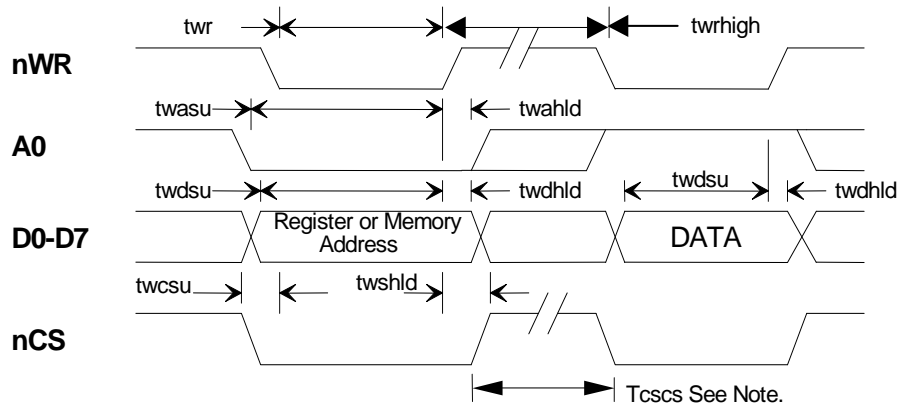 twr
twrhigh
nWR
twasu
twahld
A0
twdsu
twdhld
twdsu
twdhld
D0-D7
Register or Memory
Address
DATA
twcsu
twshld
nCS
Tcscs See Note.